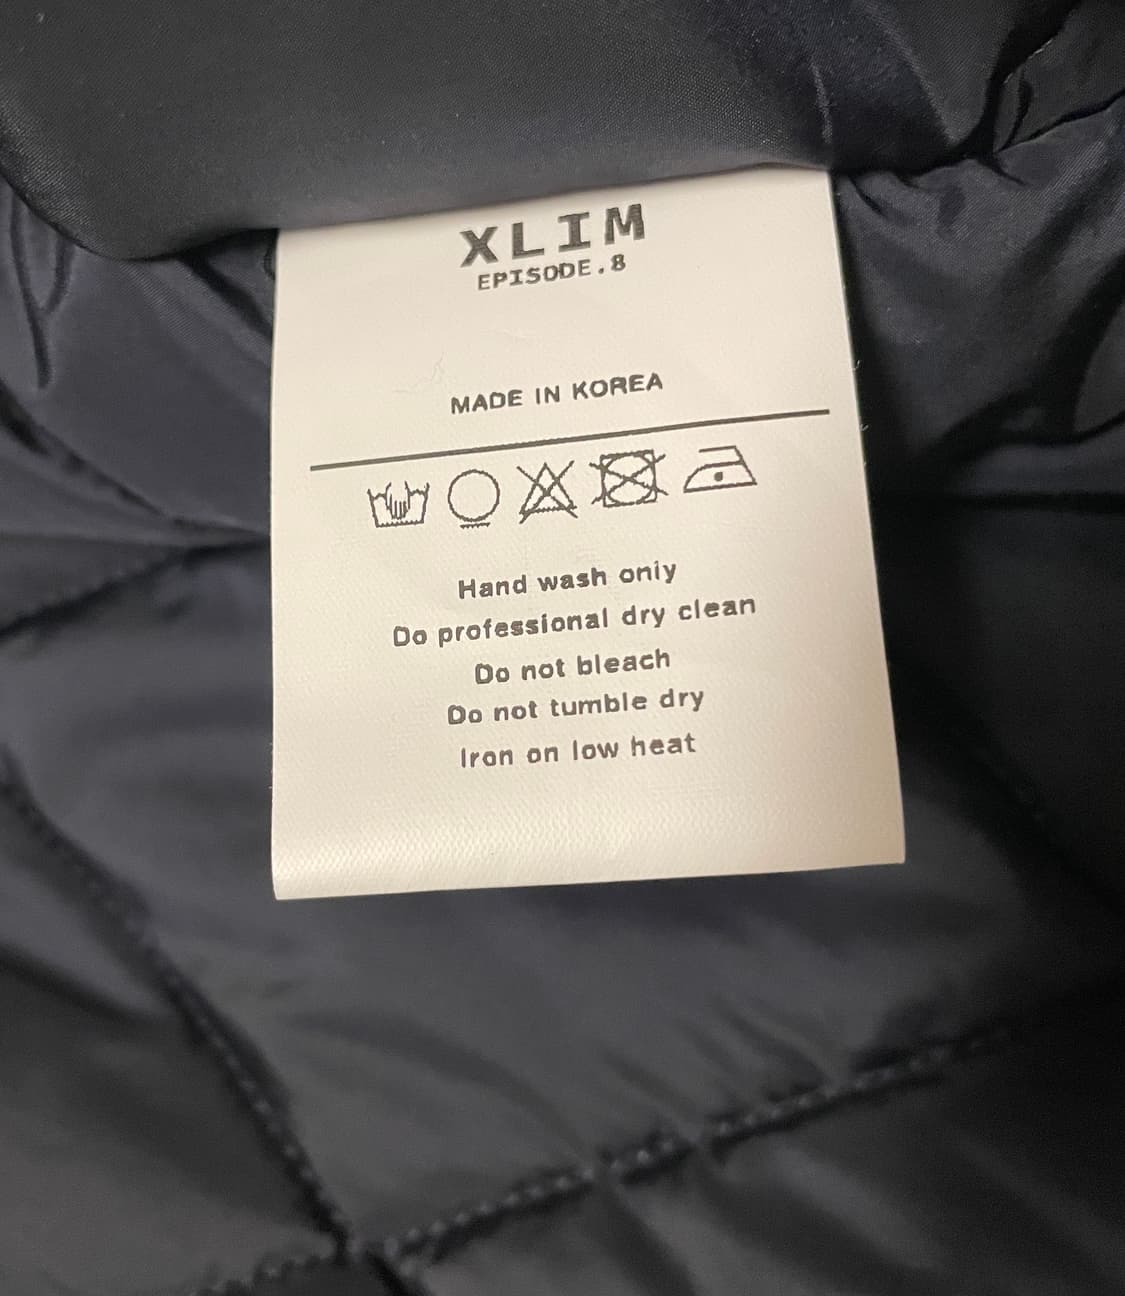 XLIM
EPISODE.8
MADE IN KOREA
Hand wash only
Do professional dry clean
Do not bleach
Do not tumble dry
Iron on low heat